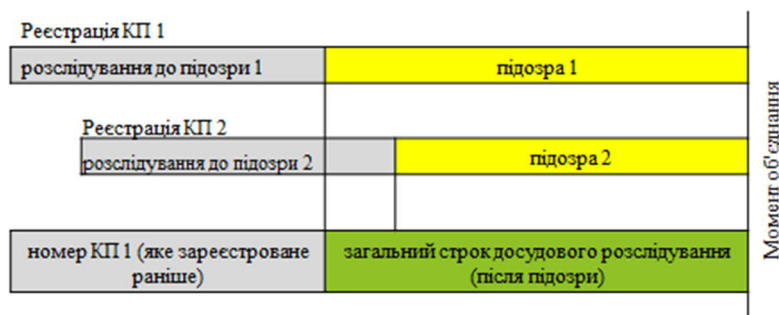 Реєстрація КП 1
розслідування до підозри 1
підозра 1
Реєстрація КП 2
розслідування до підозри 2
підозра 2
номер КП 1 (яке зареєстроване
раніше)
загальний строк досудового розслідування
(після підозри)
Момент об'єднання